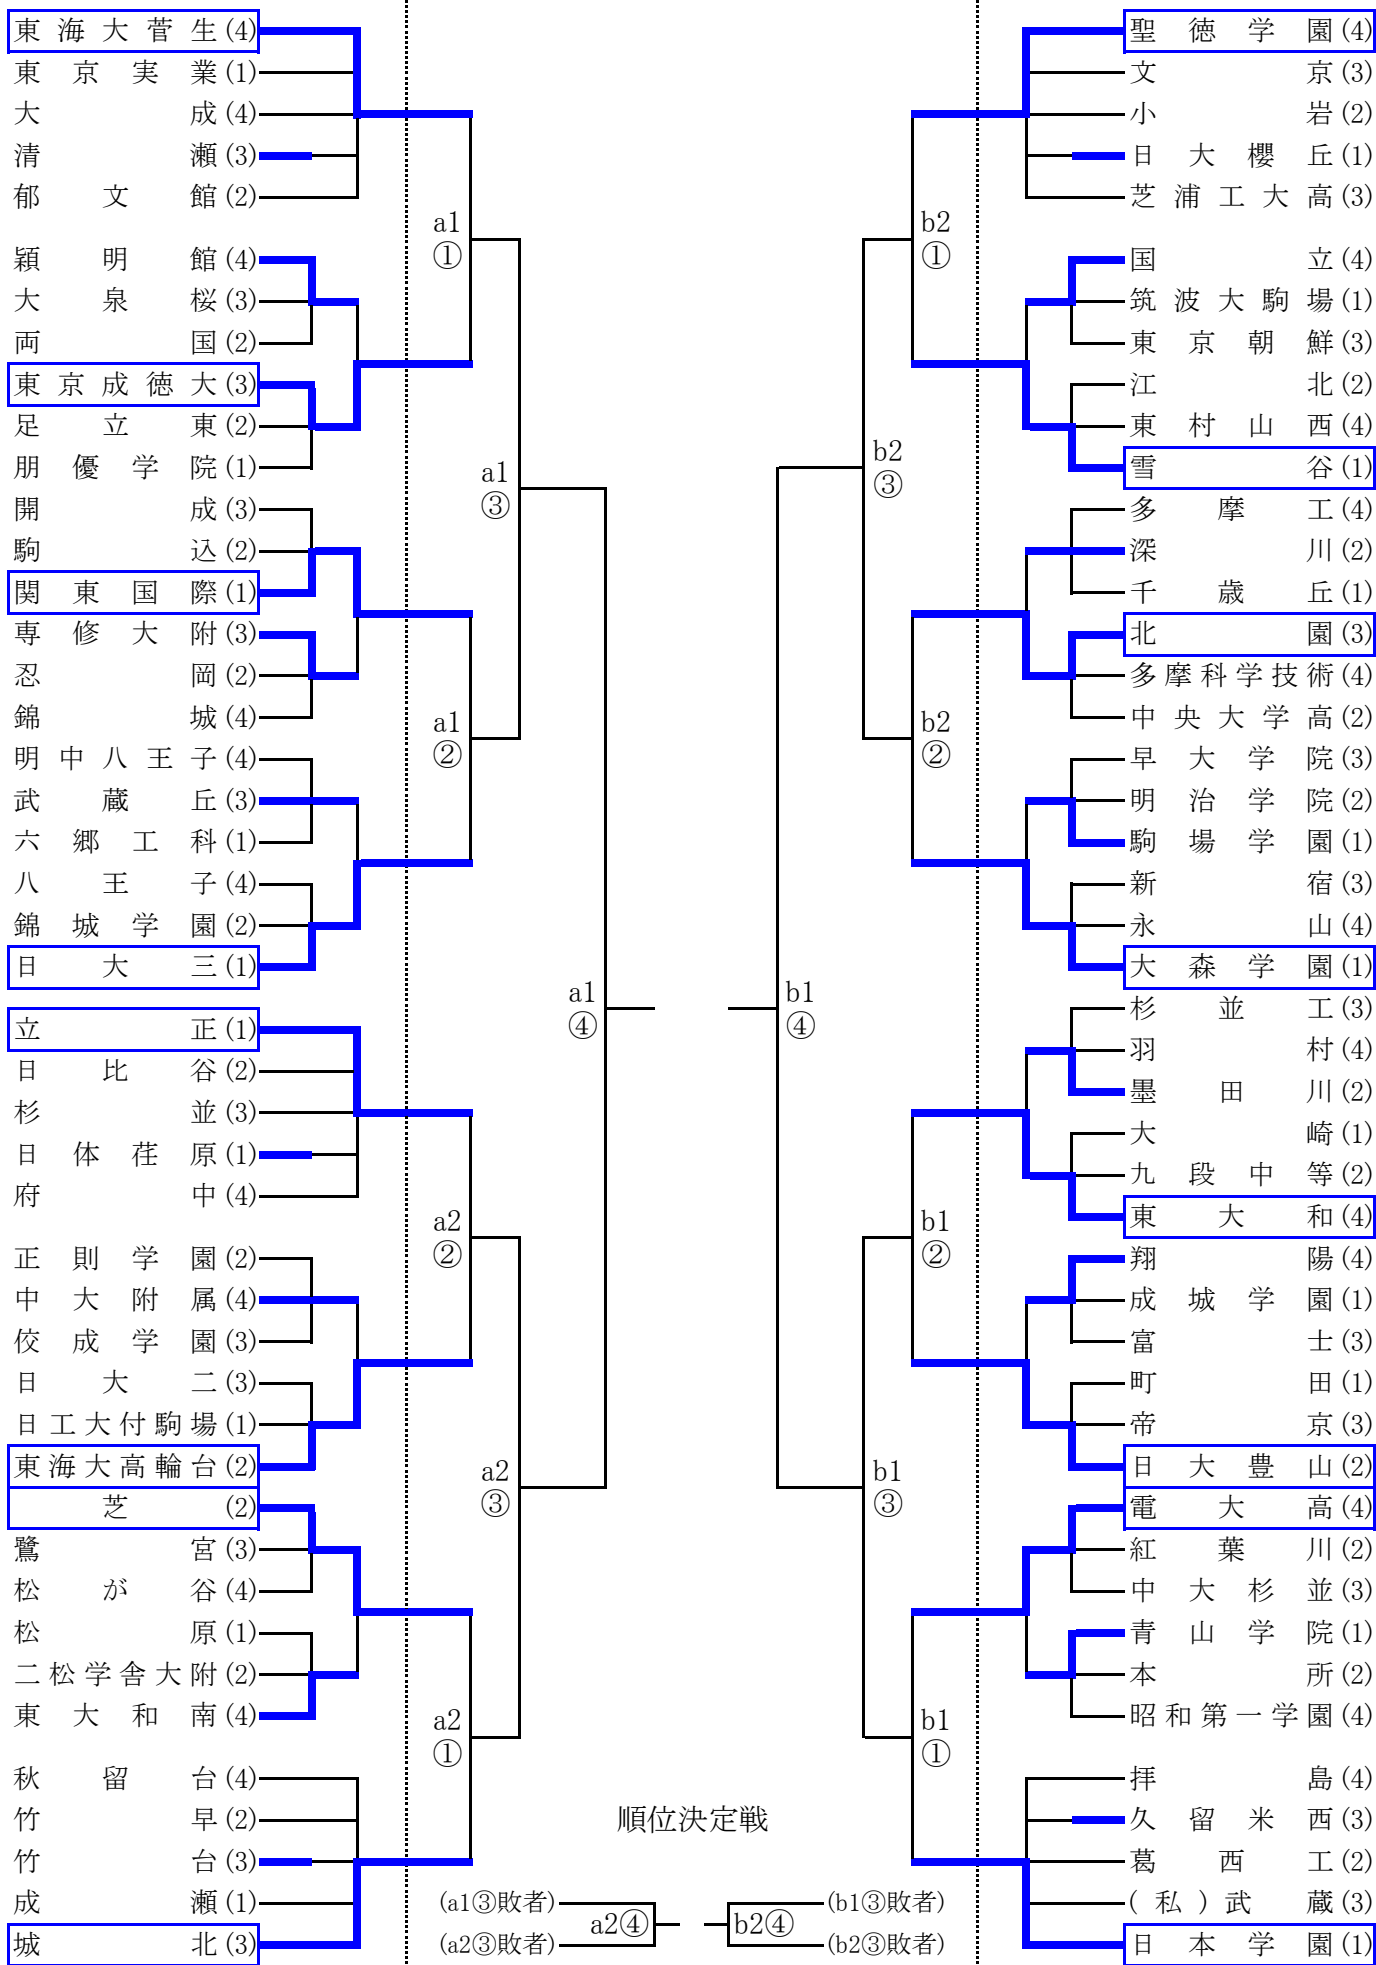 東海大菅生(4)
東京実業(1)
大成(4)
清瀬(3)
郁文館(2)
穎明館(4)
大泉桜(3)
両国(2)
東京成徳大(3)
足立東(2)
朋優学院(1)
開成(3)
駒込(2)
関東国際(1)
専修大附(3)
忍岡(2)
錦城(4)
明中八王子(4)
武蔵丘(3)
六郷工科(1)
八王子(4)
錦城学園(2)
日大三(1)
立正(1)
日比谷(2)
杉並(3)
日体荏原(1)
府中(4)
正則学園(2)
中大附属(4)
佼成学園(3)
日大二(3)
日工大付駒場(1)
東海大高輪台(2)
芝(2)
鷺宮(3)
松が谷(4)
松原(1)
二松学舎大附(2)
東大和南(4)
秋留台(4)
竹早(2)
竹台(3)
成瀬(1)
城北(3)
a1
①
a1
③
a1
②
a1
④
a2
②
a2
③
a2
①
b2
①
b2
③
b2
②
b1
④
b1
②
b1
③
b1
①
順位決定戦
(a1③敗者)
a2④
(a2③敗者)
(b1③敗者)
b2④
(b2③敗者)
聖徳学園(4)
文京(3)
小岩(2)
日大櫻丘(1)
芝浦工大高(3)
国立(4)
筑波大駒場(1)
東京朝鮮(3)
江北(2)
東村山西(4)
雪谷(1)
多摩工(4)
深川(2)
千歳丘(1)
北園(3)
多摩科学技術(4)
中央大学高(2)
早大学院(3)
明治学院(2)
駒場学園(1)
新宿(3)
永山(4)
大森学園(1)
杉並工(3)
羽村(4)
墨田川(2)
大崎(1)
九段中等(2)
東大和(4)
翔陽(4)
成城学園(1)
富士(3)
町田(1)
帝京(3)
日大豊山(2)
電大高(4)
紅葉川(2)
中大杉並(3)
青山学院(1)
本所(2)
昭和第一学園(4)
拝島(4)
久留米西(3)
葛西工(2)
(私)武蔵(3)
日本学園(1)